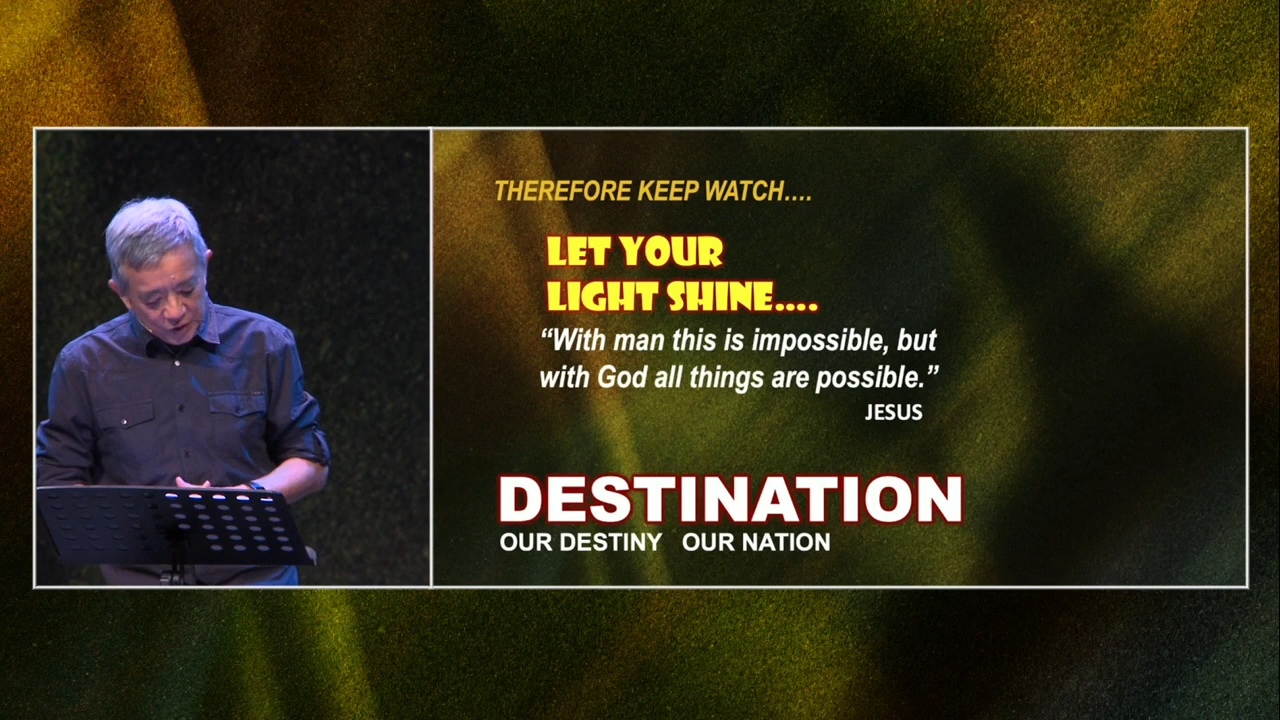 THEREFORE KEEP WATCH....
LET YOUR
LIGHT SHINE....
“With man this is impossible, but
with God all things are possible.”
JESUS
DESTINATION
OUR DESTINY OUR NATION